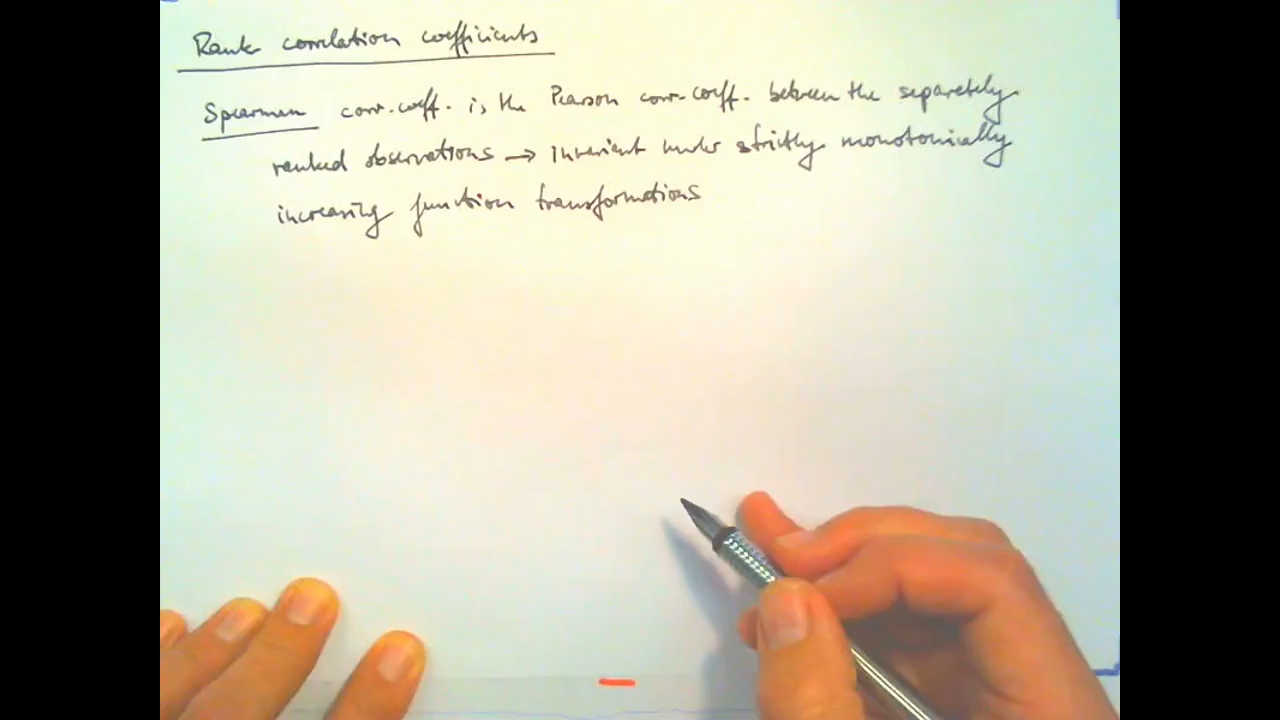 Rank correlation coefficients
Spearman corr. coeff. is the Pearson corr. coeff. between the separately
ranked observations → invariant under strictly monotonically
increasing function transformations